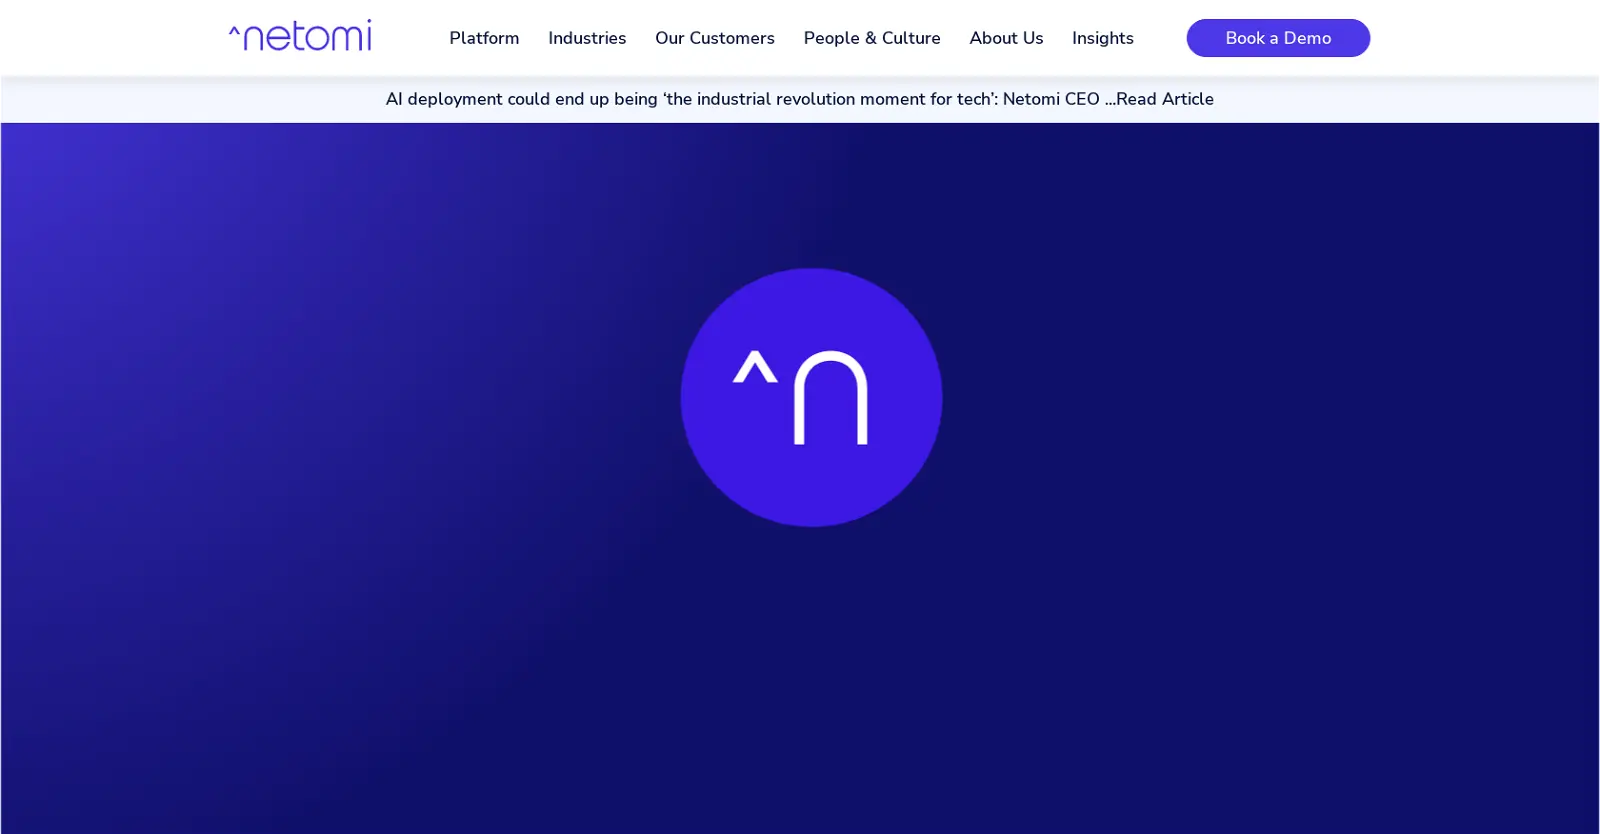 ^netomi
Platform Industries Our Customers People & Culture About Us Insights Book a Demo
AI deployment could end up being ‘the industrial revolution moment for tech’: Netomi CEO ...Read Article
^n